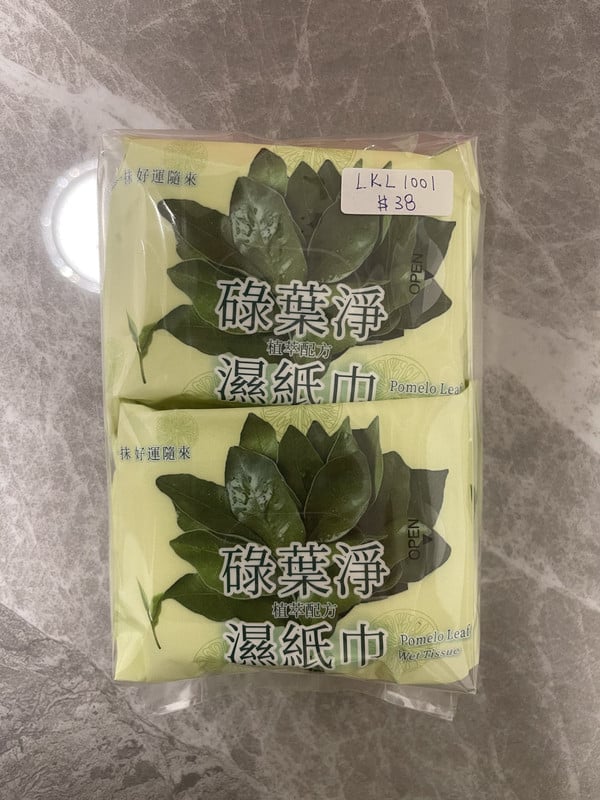 LKL 1001
$38
抹好運隨來
OPEN
碌葉淨
植萃配方
濕紙巾
Pomelo Leaf
抹好運隨來
OPEN
碌葉淨
植萃配方
濕紙巾
Pomelo Leaf
Wet Tissue